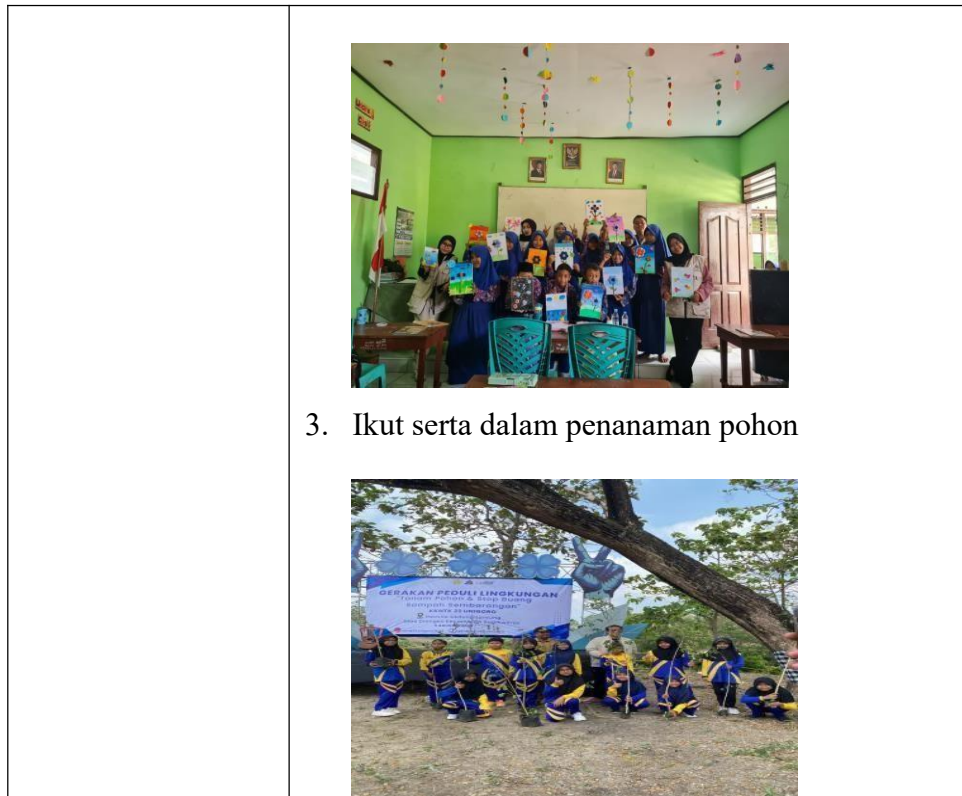 3. Ikut serta dalam penanaman pohon
GERAKAN PEDULI LINGKUNGAN
"Tanam Pohon & Stop Buang
Sampah Sembarangan"